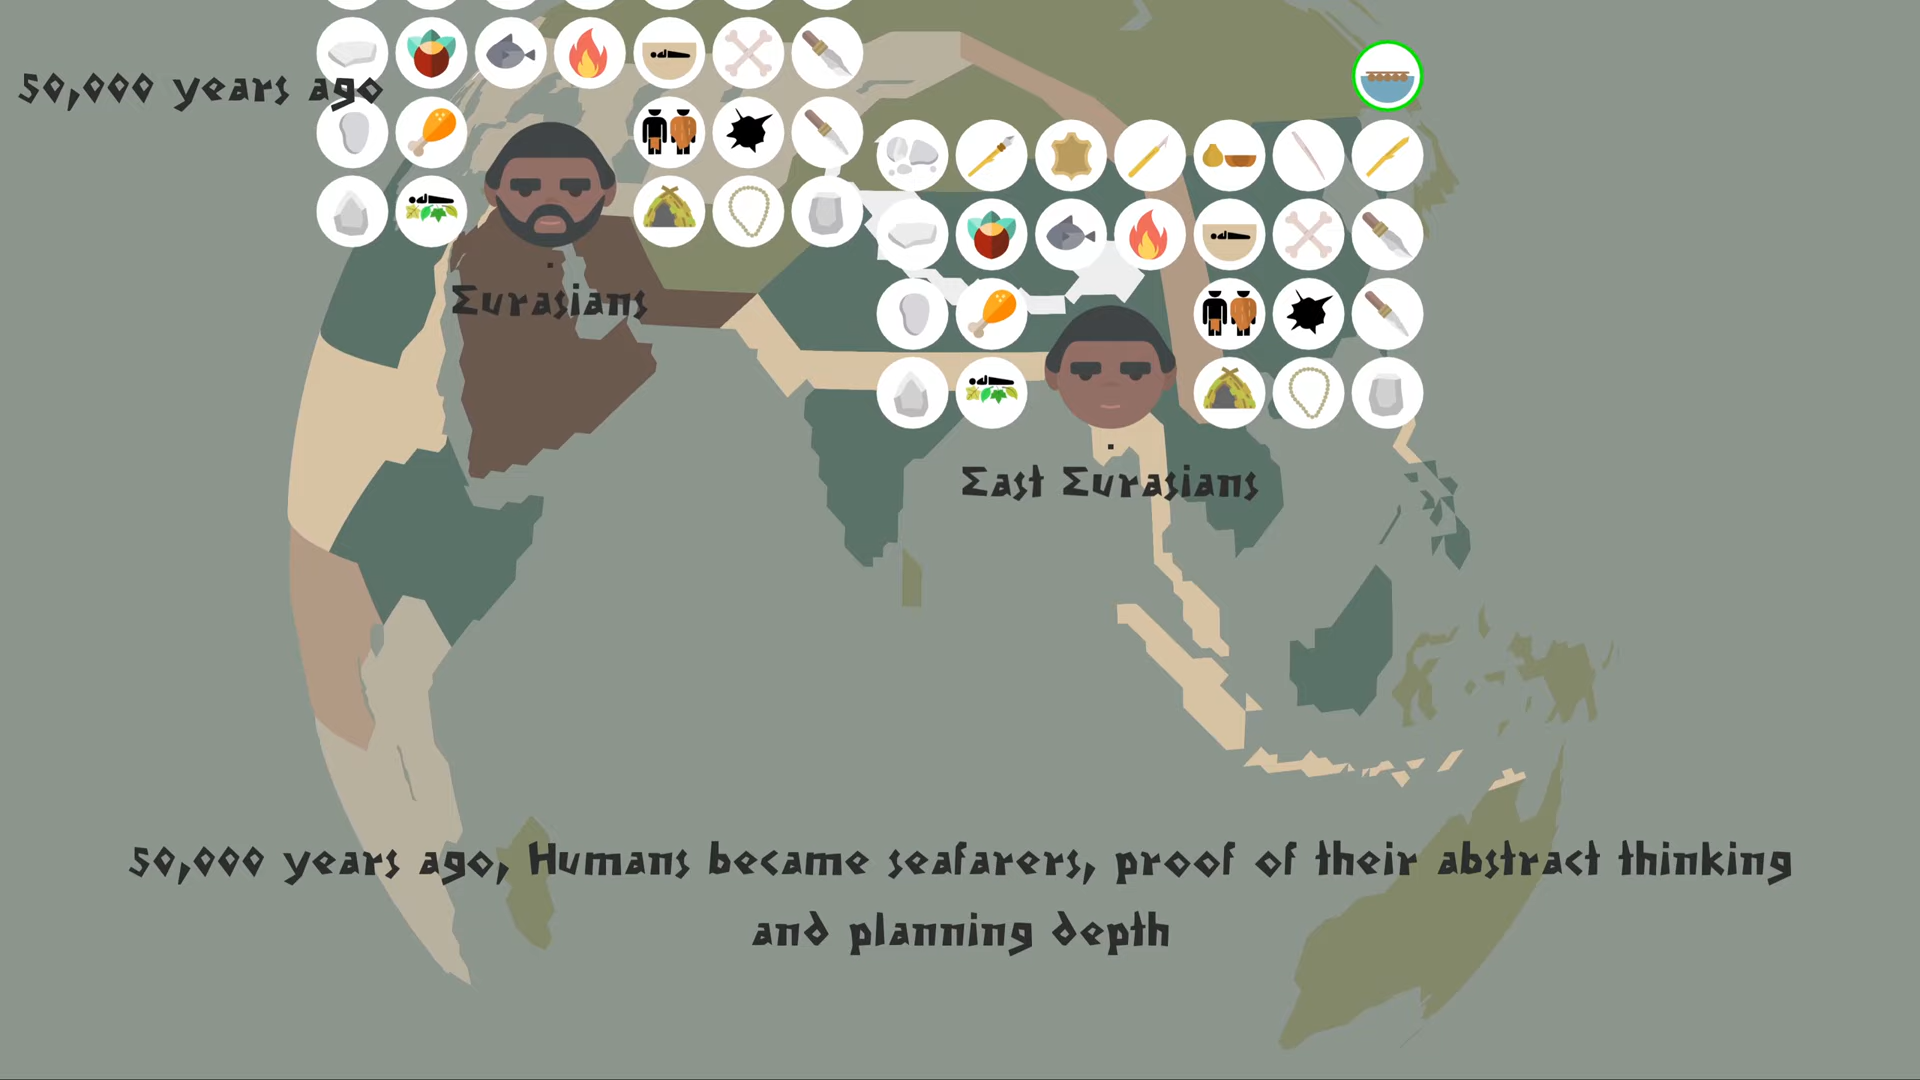 50,000 years ago
Eurasians
East Eurasians
50,000 years ago, Humans became seafarers, proof of their abstract thinking
and planning depth